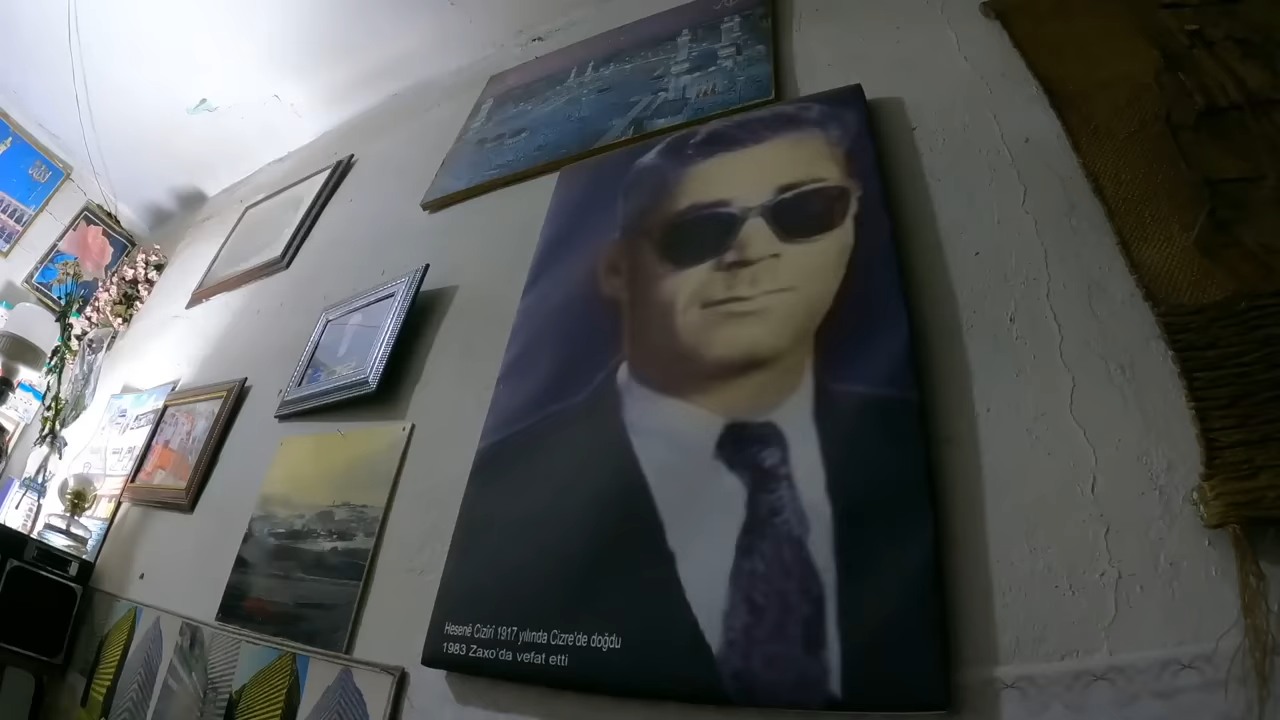 Hesenê Cizîrî 1917 yılında Cizre'de doğdu
1983 Zaxo'da vefat etti